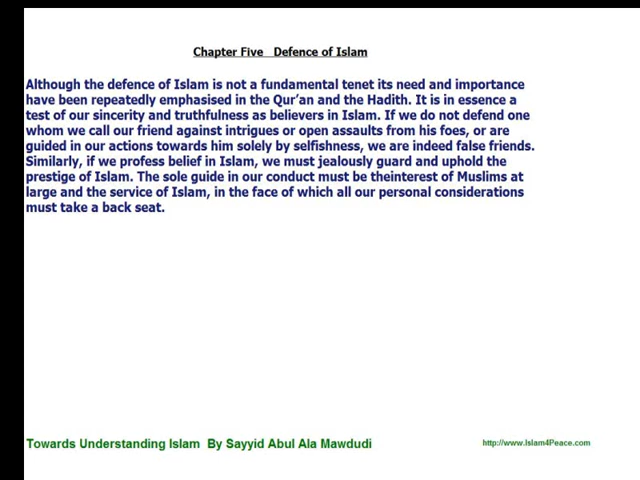 Chapter Five   Defence of Islam
Although the defence of Islam is not a fundamental tenet its need and importance
have been repeatedly emphasised in the Qur'an and the Hadith. It is in essence a
test of our sincerity and truthfulness as believers in Islam. If we do not defend one
whom we call our friend against intrigues or open assaults from his foes, or are
guided in our actions towards him solely by selfishness, we are indeed false friends.
Similarly, if we profess belief in Islam, we must jealously guard and uphold the
prestige of Islam. The sole guide in our conduct must be theinterest of Muslims at
large and the service of Islam, in the face of which all our personal considerations
must take a back seat.
Towards Understanding Islam  By Sayyid Abul Ala Mawdudi
http://www.Islam4Peace.com